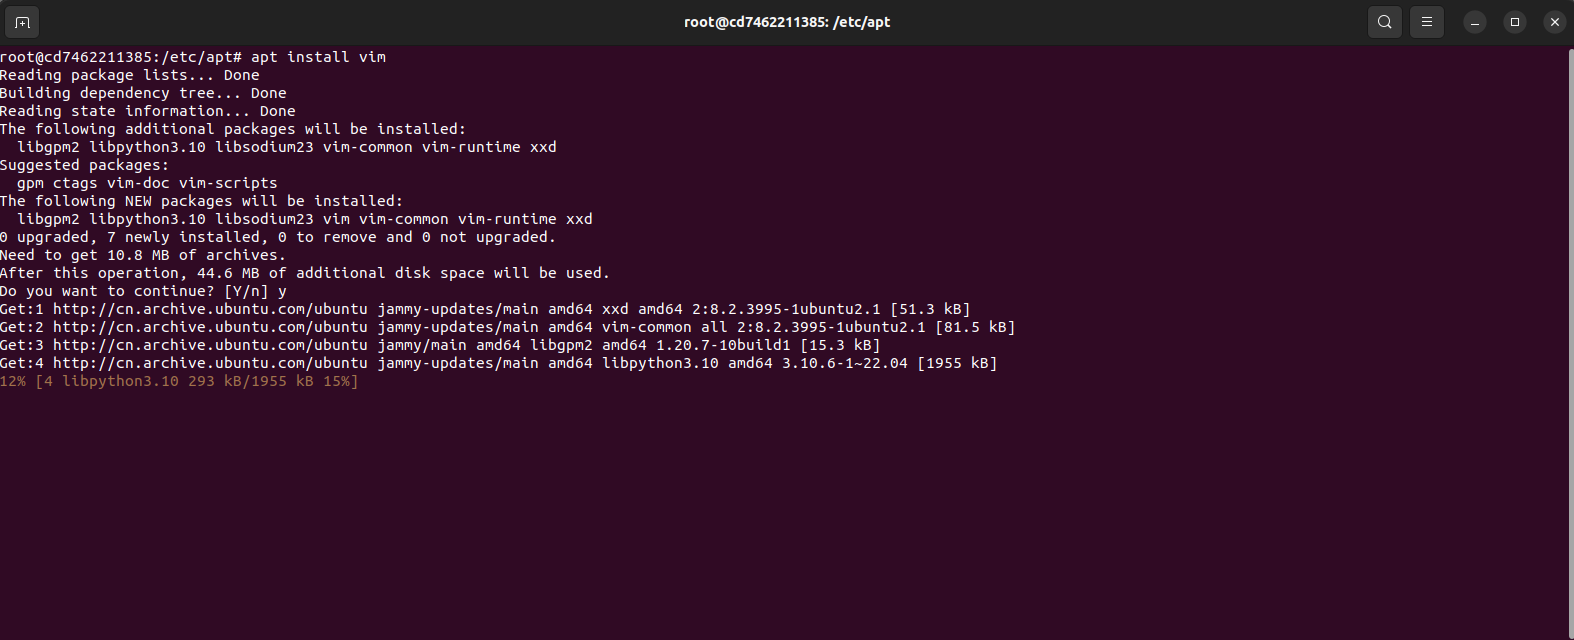 root@cd7462211385: /etc/apt
root@cd7462211385:/etc/apt# apt install vim
Reading package lists... Done
Building dependency tree... Done
Reading state information... Done
The following additional packages will be installed:
  libgpm2 libpython3.10 libsodium23 vim-common vim-runtime xxd
Suggested packages:
  gpm ctags vim-doc vim-scripts
The following NEW packages will be installed:
  libgpm2 libpython3.10 libsodium23 vim vim-common vim-runtime xxd
0 upgraded, 7 newly installed, 0 to remove and 0 not upgraded.
Need to get 10.8 MB of archives.
After this operation, 44.6 MB of additional disk space will be used.
Do you want to continue? [Y/n] y
Get:1 http://cn.archive.ubuntu.com/ubuntu jammy-updates/main amd64 xxd amd64 2:8.2.3995-1ubuntu2.1 [51.3 kB]
Get:2 http://cn.archive.ubuntu.com/ubuntu jammy-updates/main amd64 vim-common all 2:8.2.3995-1ubuntu2.1 [81.5 kB]
Get:3 http://cn.archive.ubuntu.com/ubuntu jammy/main amd64 libgpm2 amd64 1.20.7-10build1 [15.3 kB]
Get:4 http://cn.archive.ubuntu.com/ubuntu jammy-updates/main amd64 libpython3.10 amd64 3.10.6-1~22.04 [1955 kB]
12% [4 libpython3.10 293 kB/1955 kB 15%]